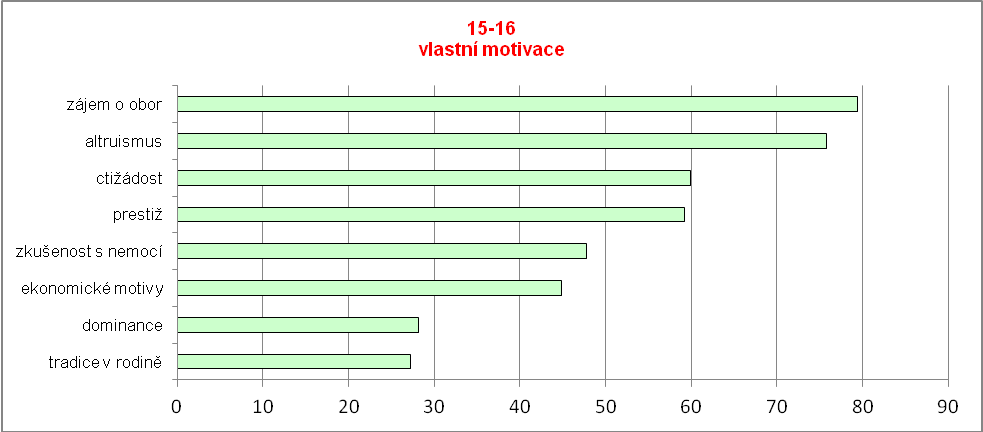 15-16
vlastní motivace
zájem o obor
altruismus
ctižádost
prestiž
zkušenost s nemocí
ekonomické motivy
dominance
tradice v rodině
0 10 20 30 40 50 60 70 80 90